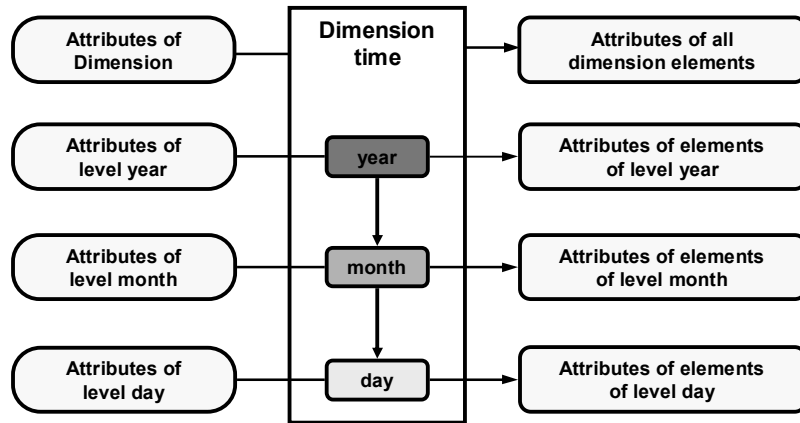 Attributes of
Dimension
Dimension
time
Attributes of all
dimension elements
Attributes of
level year
year
Attributes of elements
of level year
Attributes of
level month
month
Attributes of elements
of level month
Attributes of
level day
day
Attributes of elements
of level day